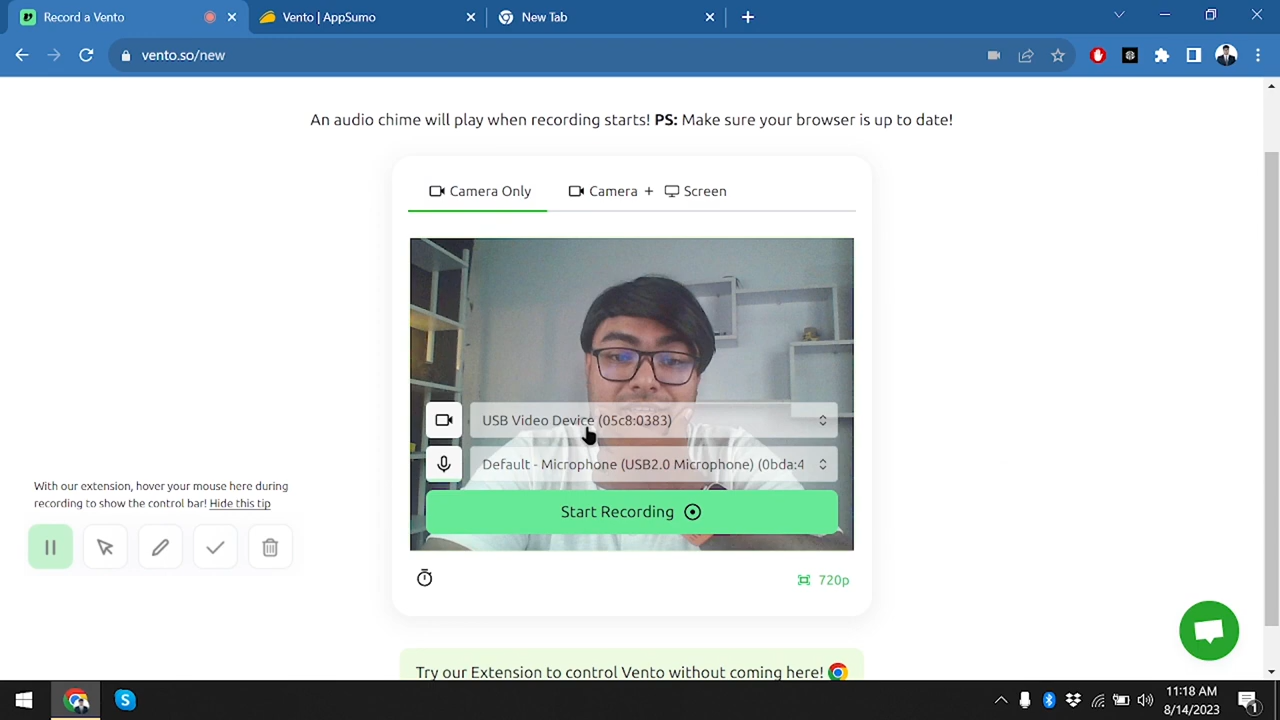 Record a Vento
Vento | AppSumo
New Tab
vento.so/new
An audio chime will play when recording starts! PS: Make sure your browser is up to date!
Camera Only
Camera + Screen
USB Video Device (05c8:0383)
Default - Microphone (USB2.0 Microphone) (0bda:4
Start Recording
With our extension, hover your mouse here during
recording to show the control bar! Hide this tip
720p
Try our Extension to control Vento without coming here!
11:18 AM
8/14/2023
1